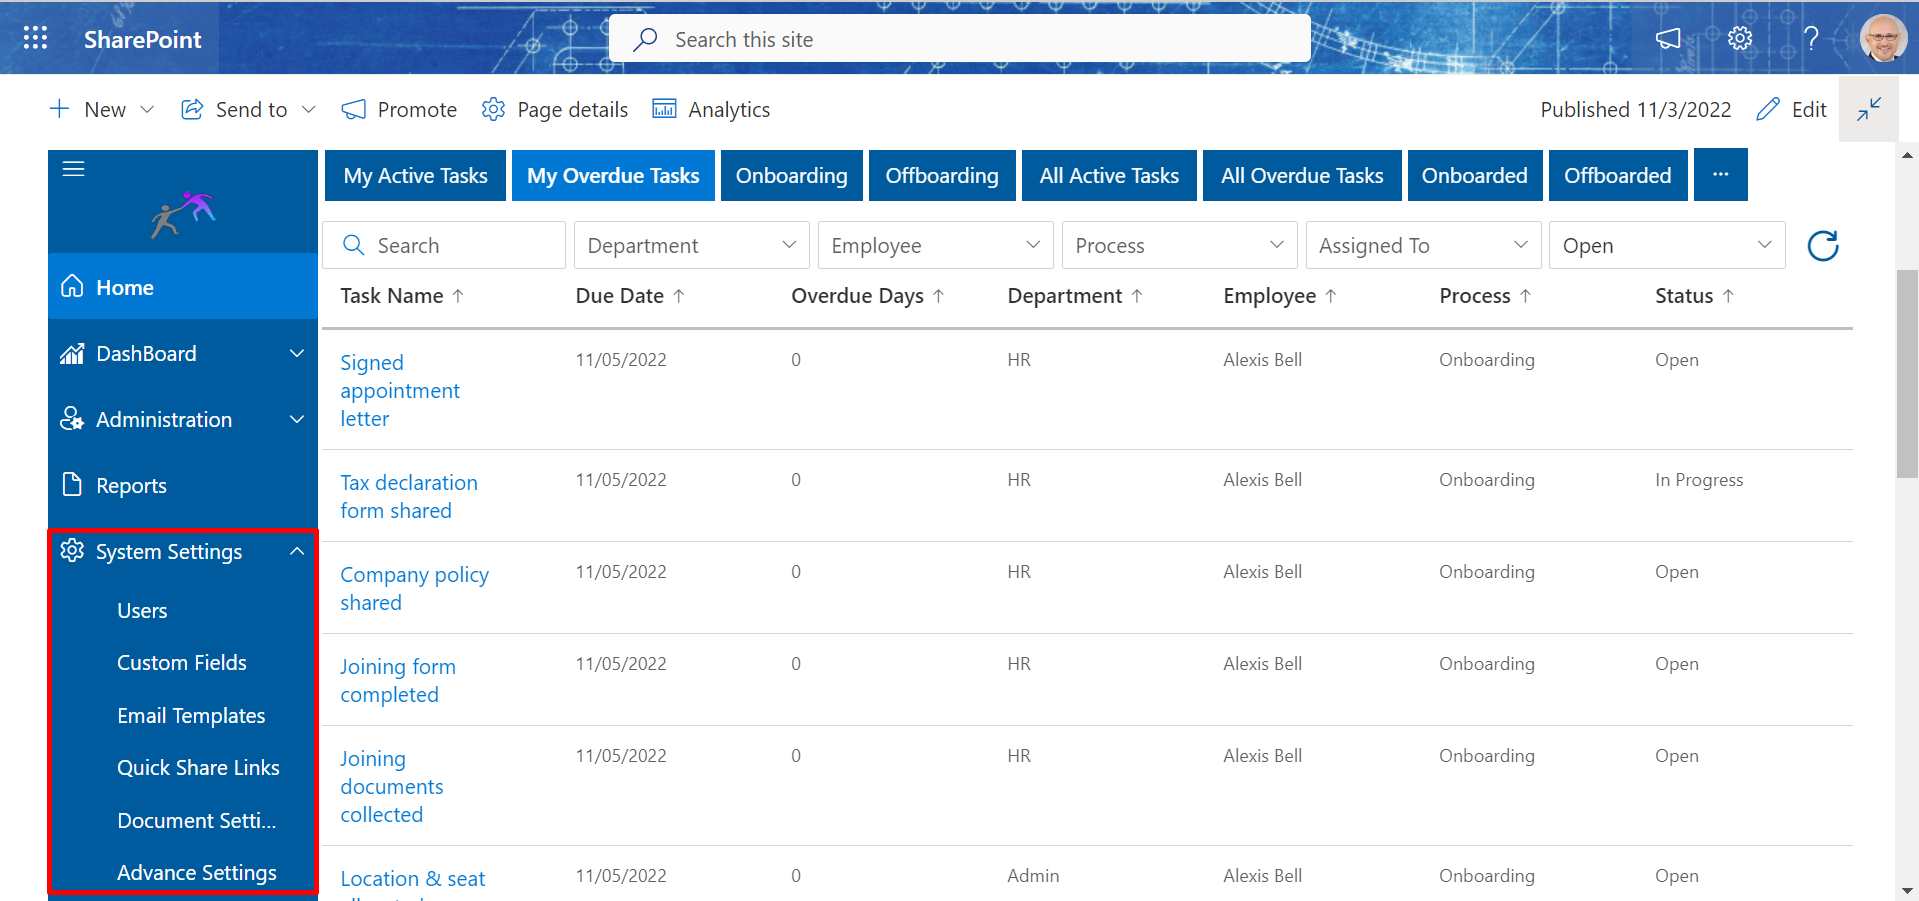 SharePoint
Search this site
?
New
Send to
Promote
Page details
Analytics
Published 11/3/2022
Edit
My Active Tasks
My Overdue Tasks
Onboarding
Offboarding
All Active Tasks
All Overdue Tasks
Onboarded
Offboarded
...
Search
Department
Employee
Process
Assigned To
Open
Home
DashBoard
Administration
Reports
System Settings
Users
Custom Fields
Email Templates
Quick Share Links
Document Setti...
Advance Settings
Task Name ↑ Due Date ↑ Overdue Days ↑ Department ↑ Employee ↑ Process ↑ Status ↑
Signed 11/05/2022 0 HR Alexis Bell Onboarding Open
appointment
letter
Tax declaration 11/05/2022 0 HR Alexis Bell Onboarding In Progress
form shared
Company policy 11/05/2022 0 HR Alexis Bell Onboarding Open
shared
Joining form 11/05/2022 0 HR Alexis Bell Onboarding Open
completed
Joining 11/05/2022 0 HR Alexis Bell Onboarding Open
documents
collected
Location & seat 11/05/2022 0 Admin Alexis Bell Onboarding Open